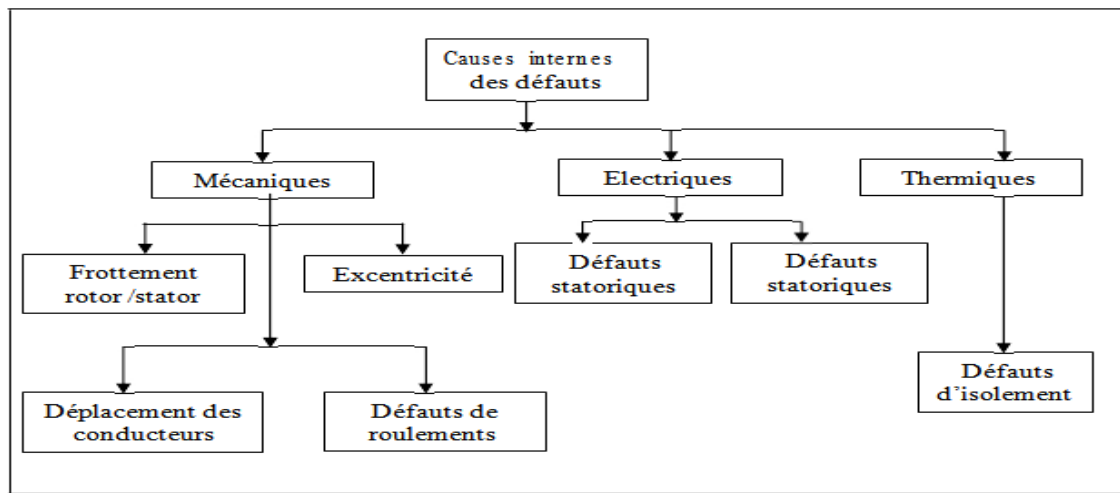 Causes internes
des défauts
Mécaniques
Electriques
Thermiques
Frottement
rotor /stator
Excentricité
Défauts
statoriques
Défauts
statoriques
Déplacement des
conducteurs
Défauts de
roulements
Défauts
d'isolement